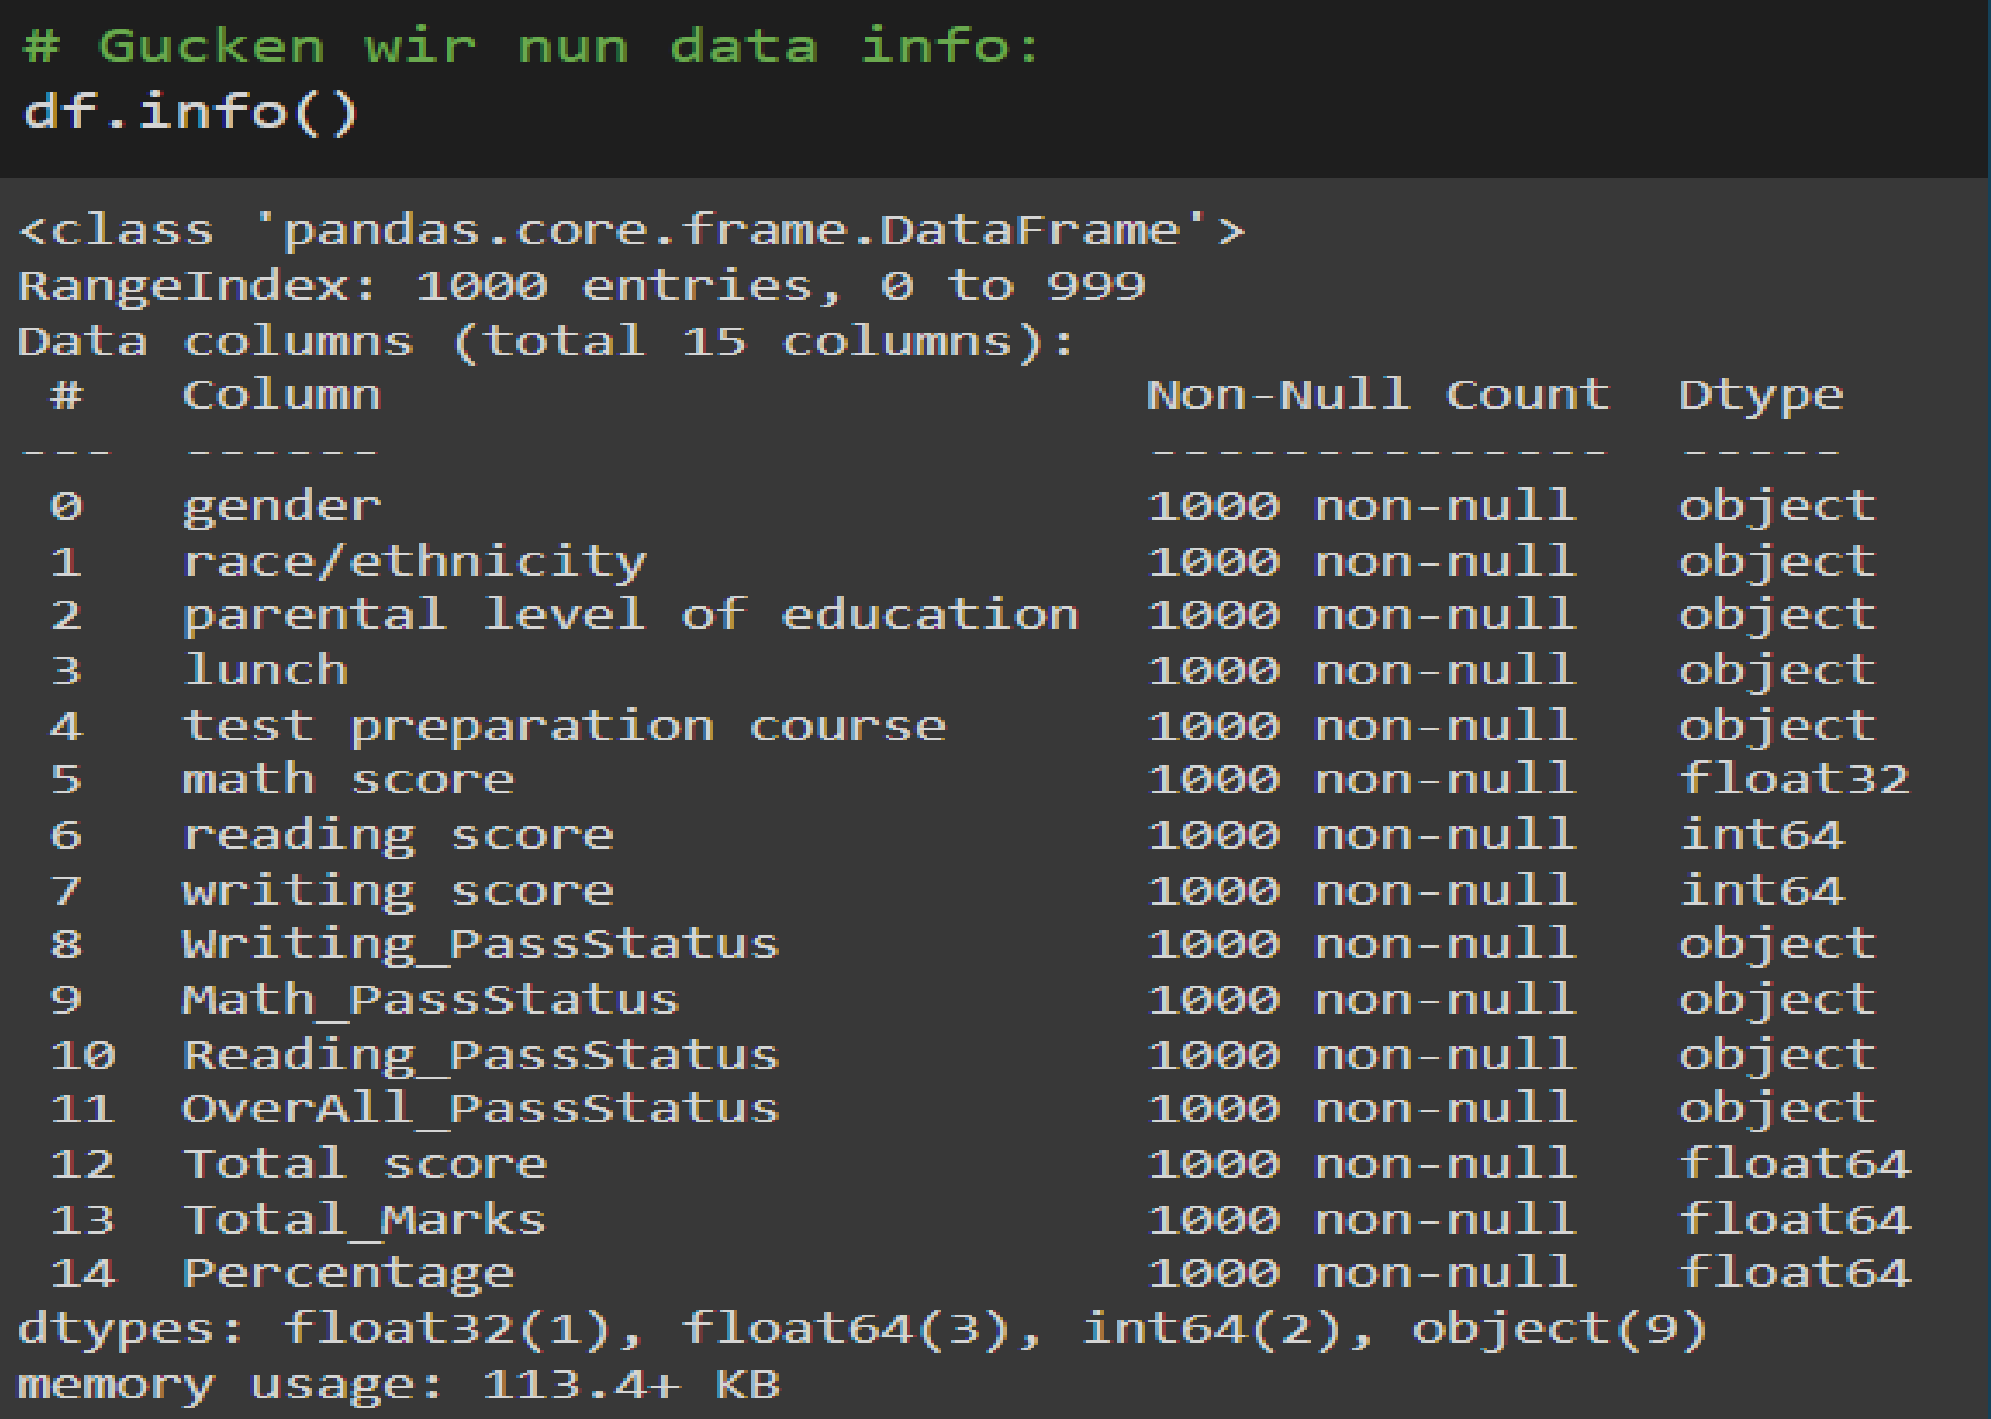 # Gucken wir nun data info:
df.info()
<class 'pandas.core.frame.DataFrame'>
RangeIndex: 1000 entries, 0 to 999
Data columns (total 15 columns):
 #   Column                       Non-Null Count  Dtype
---  ------                       --------------  -----
 0   gender                       1000 non-null   object
 1   race/ethnicity               1000 non-null   object
 2   parental level of education  1000 non-null   object
 3   lunch                        1000 non-null   object
 4   test preparation course      1000 non-null   object
 5   math score                   1000 non-null   float32
 6   reading score                1000 non-null   int64
 7   writing score                1000 non-null   int64
 8   Writing_PassStatus           1000 non-null   object
 9   Math_PassStatus              1000 non-null   object
 10  Reading_PassStatus           1000 non-null   object
 11  OverAll_PassStatus           1000 non-null   object
 12  Total score                  1000 non-null   float64
 13  Total_Marks                  1000 non-null   float64
 14  Percentage                   1000 non-null   float64
dtypes: float32(1), float64(3), int64(2), object(9)
memory usage: 113.4+ KB